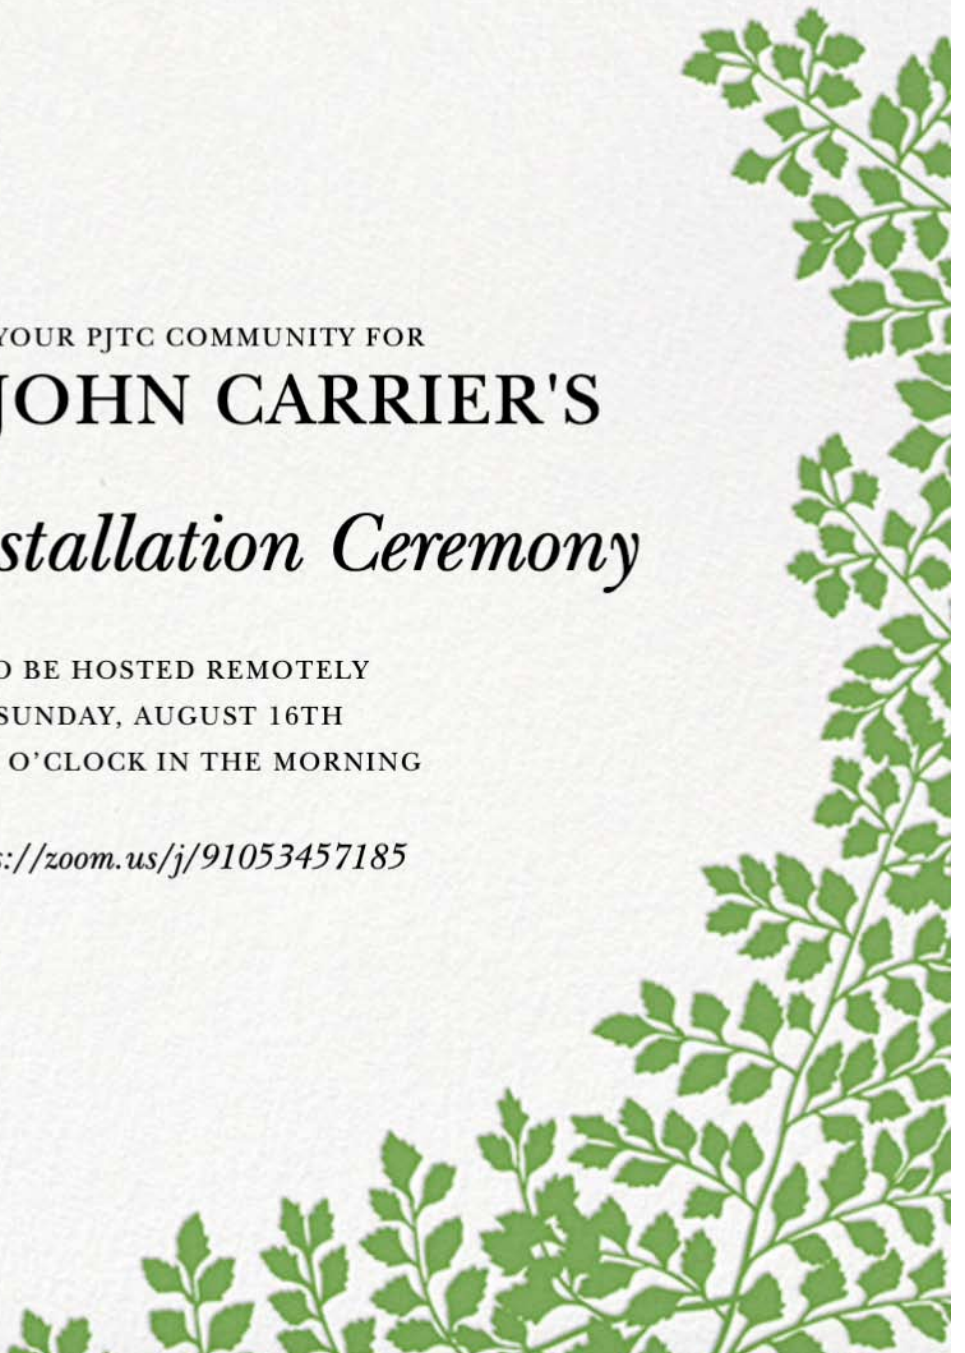 YOUR PJTC COMMUNITY FOR
JOHN CARRIER'S
stallation Ceremony
O BE HOSTED REMOTELY
SUNDAY, AUGUST 16TH
O’CLOCK IN THE MORNING
s://zoom.us/j/91053457185